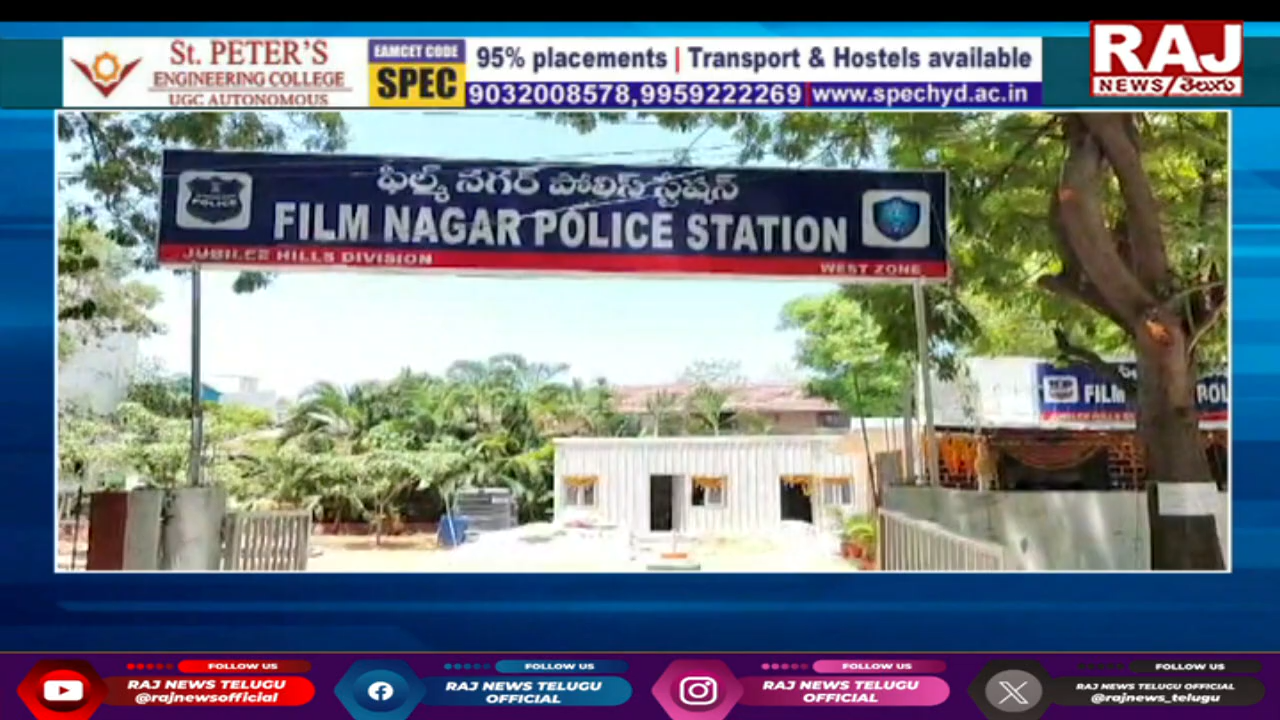 St. PETER'S
ENGINEERING COLLEGE
UGC AUTONOMOUS
EAMCET CODE
SPEC
95% placements | Transport & Hostels available
9032008578,9959222269 | www.spechyd.ac.in
RAJ
NEWS తెలుగు
ఫిల్మ్ నగర్ పోలీస్ స్టేషన్
POLICE
FILM NAGAR POLICE STATION
JUBILEE HILLS DIVISION
WEST ZONE
FILM
POL
FOLLOW US
RAJ NEWS TELUGU
@rajnewsofficial
FOLLOW US
RAJ NEWS TELUGU
OFFICIAL
FOLLOW US
RAJ NEWS TELUGU
OFFICIAL
FOLLOW US
RAJ NEWS TELUGU OFFICIAL
@rajnews_telugu